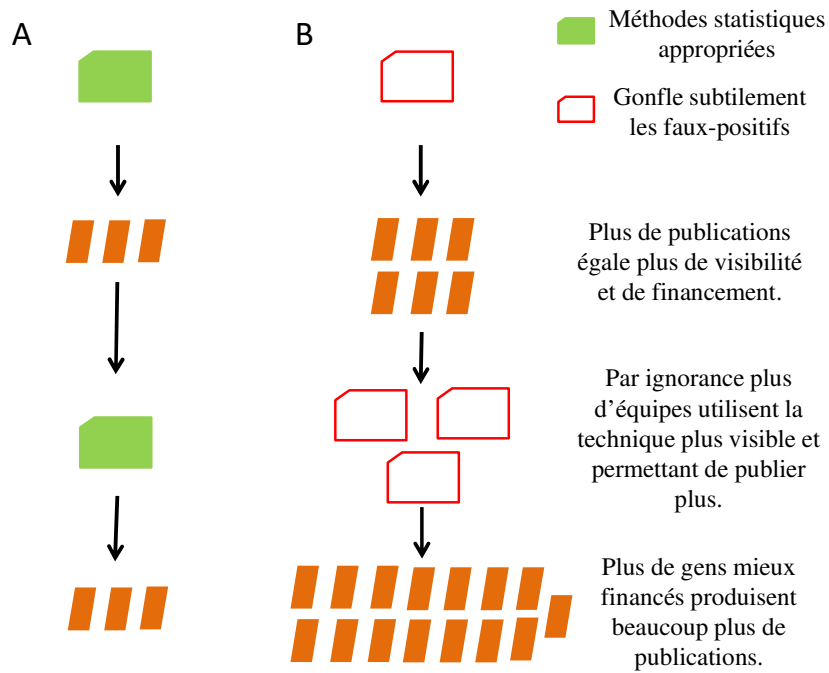 A
B
Méthodes statistiques
appropriées
Gonfle subtilement
les faux-positifs
Plus de publications
égale plus de visibilité
et de financement.
Par ignorance plus
d’équipes utilisent la
technique plus visible et
permettant de publier
plus.
Plus de gens mieux
financés produisent
beaucoup plus de
publications.